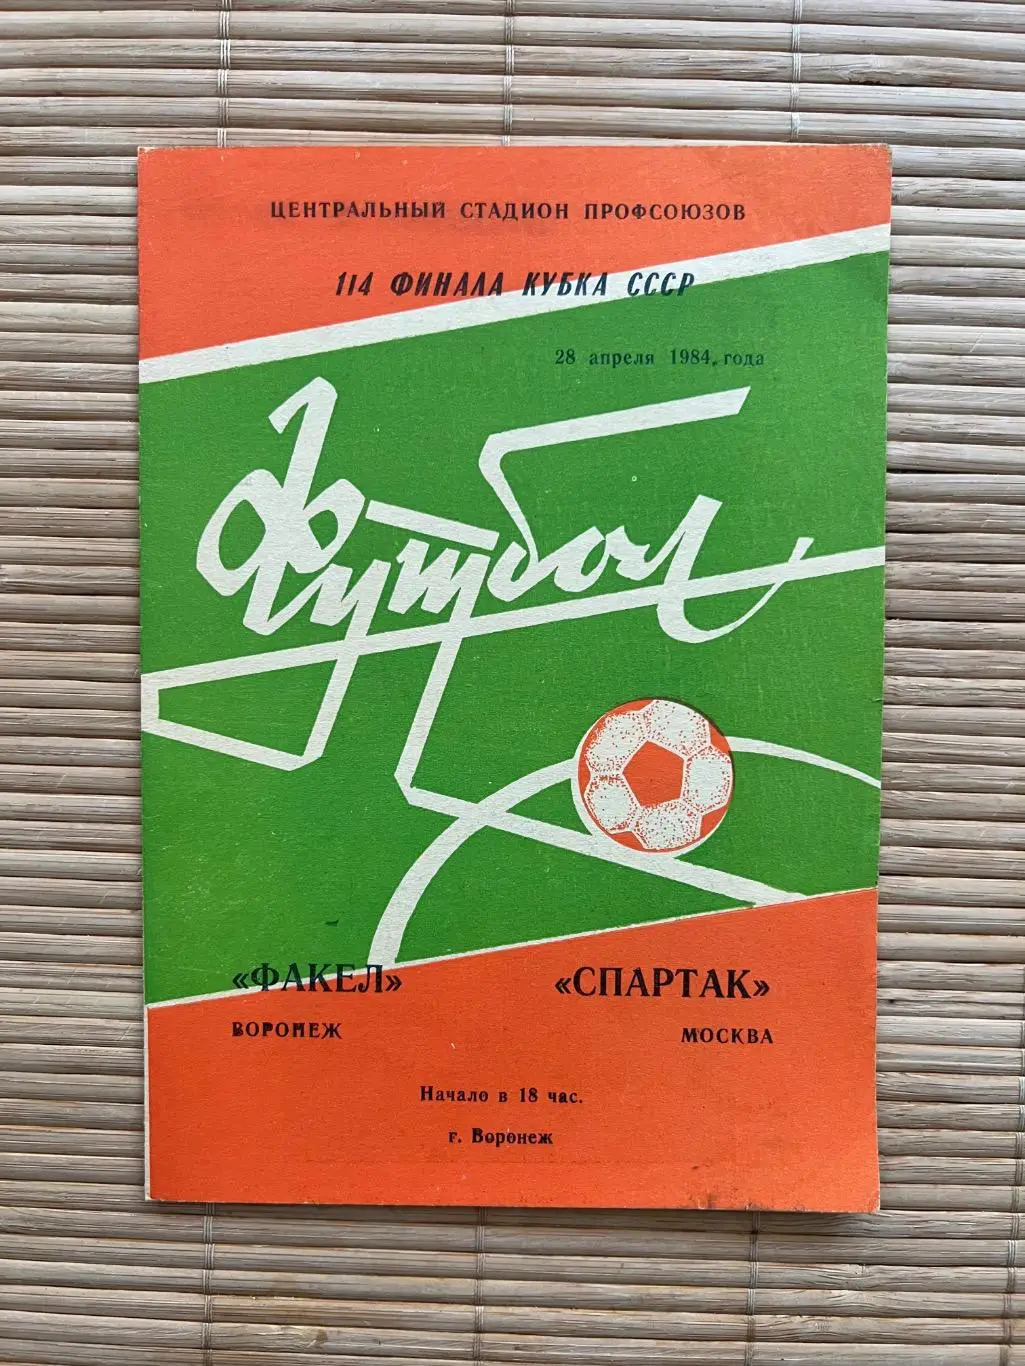 ЦЕНТРАЛЬНЫЙ СТАДИОН ПРОФСОЮЗОВ
1/4 ФИНАЛА КУБКА СССР
28 апреля 1984 года
Футбол
«ФАКЕЛ» «СПАРТАК»
ВОРОНЕЖ МОСКВА
Начало в 18 час.
г. Воронеж